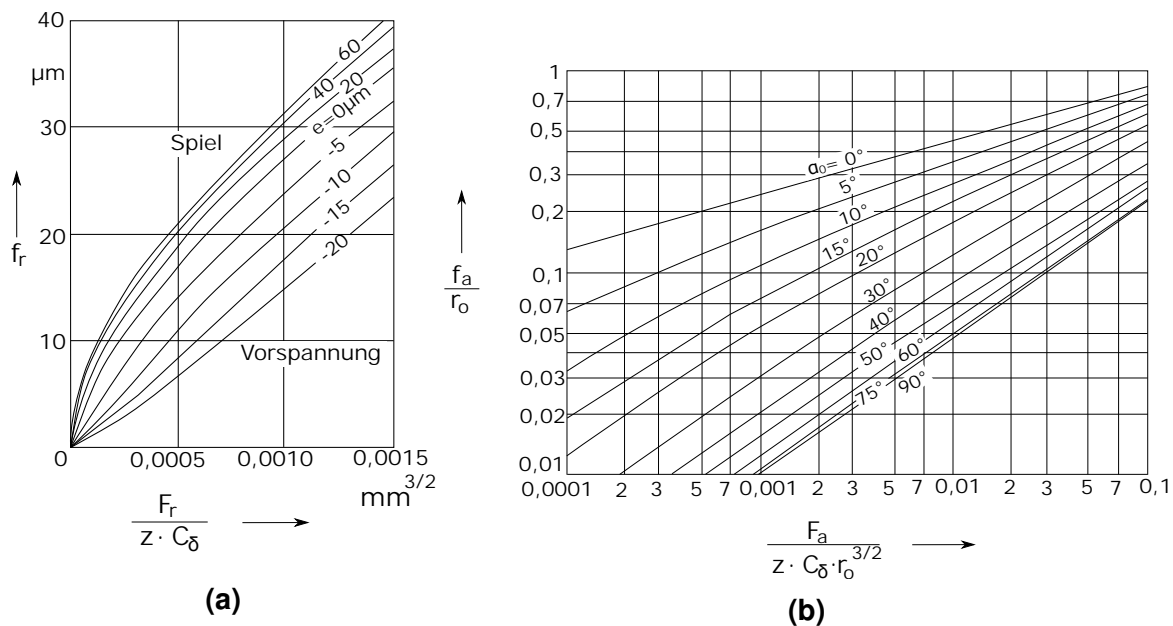 40
µm
30
20
10
0
f_r
60
40
20
e=0µm
-5
-10
-15
-20
Spiel
Vorspannung
0,0005
0,0010
0,0015
mm^3/2
F_r
z · C_δ
(a)
1
0,7
0,5
0,3
0,2
0,1
0,07
0,05
0,03
0,02
0,01
f_a
r_o
α_0= 0°
5°
10°
15°
20°
30°
40°
50°
60°
75°
90°
0,0001 2 3 5 7 0,001 2 3 5 7 0,01 2 3 5 7 0,1
F_a
z · C_δ·r_o^3/2
(b)